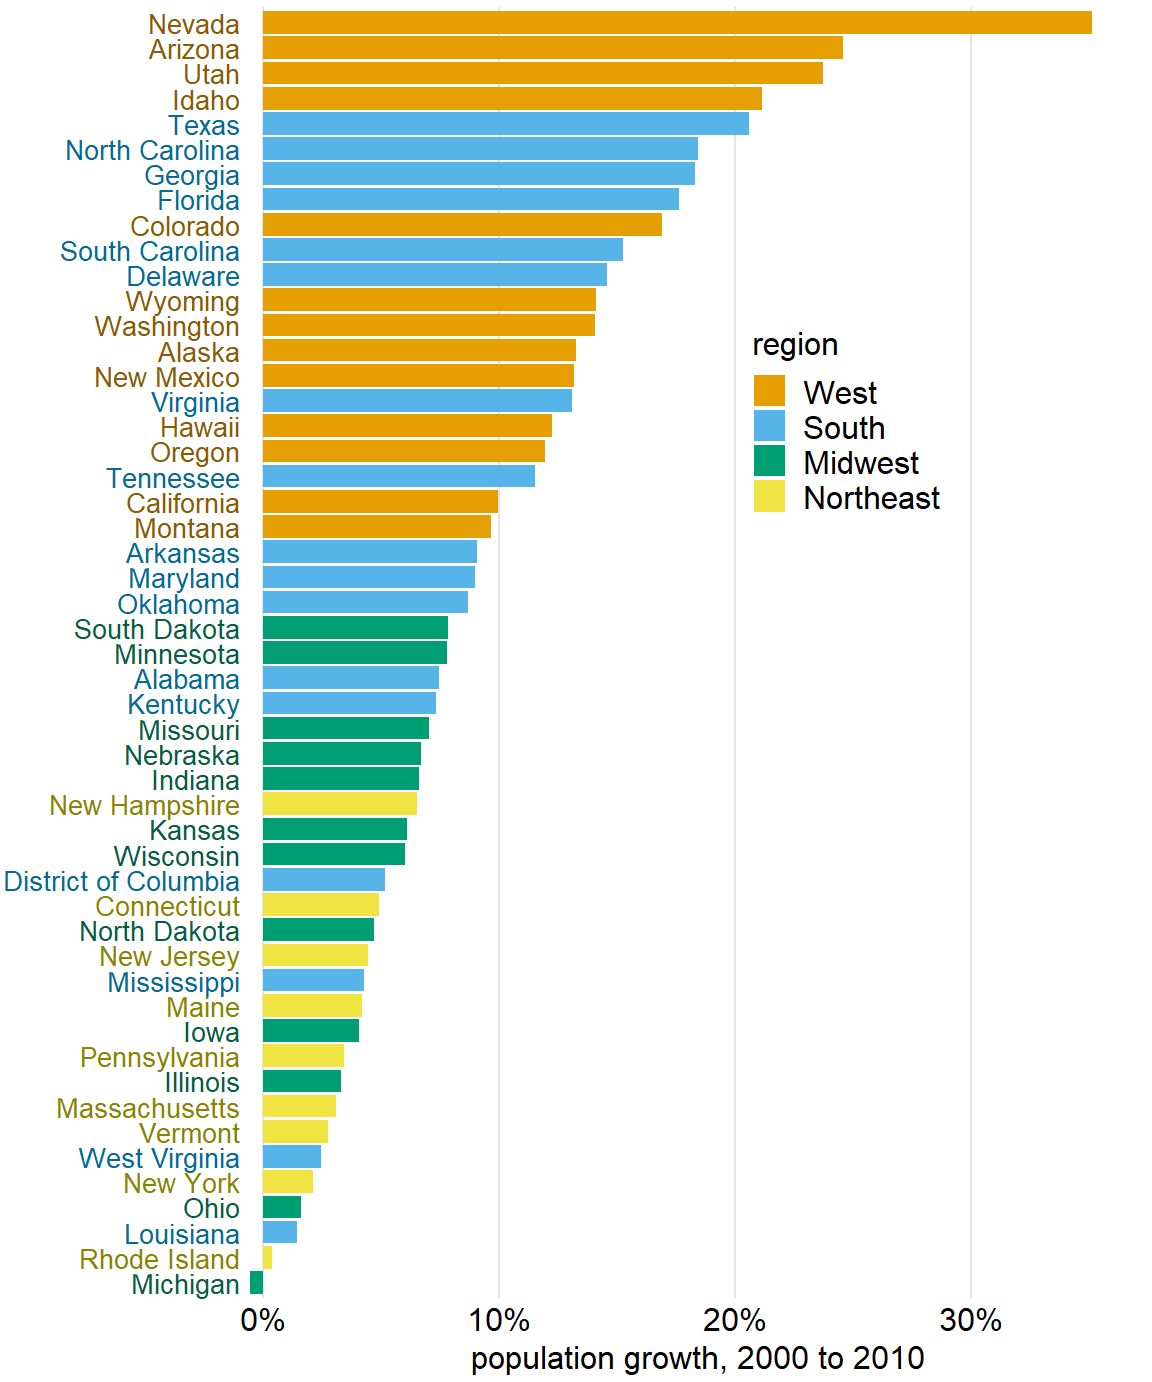 Nevada
Arizona
Utah
Idaho
Texas
North Carolina
Georgia
Florida
Colorado
South Carolina
Delaware
Wyoming
Washington
Alaska
New Mexico
Virginia
Hawaii
Oregon
Tennessee
California
Montana
Arkansas
Maryland
Oklahoma
South Dakota
Minnesota
Alabama
Kentucky
Missouri
Nebraska
Indiana
New Hampshire
Kansas
Wisconsin
District of Columbia
Connecticut
North Dakota
New Jersey
Mississippi
Maine
Iowa
Pennsylvania
Illinois
Massachusetts
Vermont
West Virginia
New York
Ohio
Louisiana
Rhode Island
Michigan
region
West
South
Midwest
Northeast
0% 10% 20% 30%
population growth, 2000 to 2010